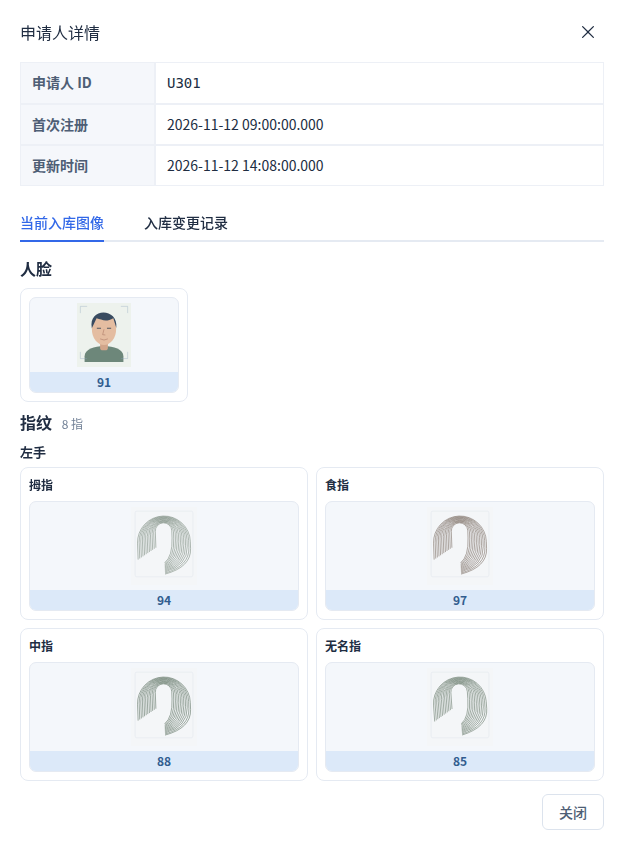 申请人详情
申请人 ID U301
首次注册 2026-11-12 09:00:00.000
更新时间 2026-11-12 14:08:00.000
当前入库图像 入库变更记录
人脸
91
指纹 8 指
左手
拇指 食指
94 97
中指 无名指
88 85
关闭